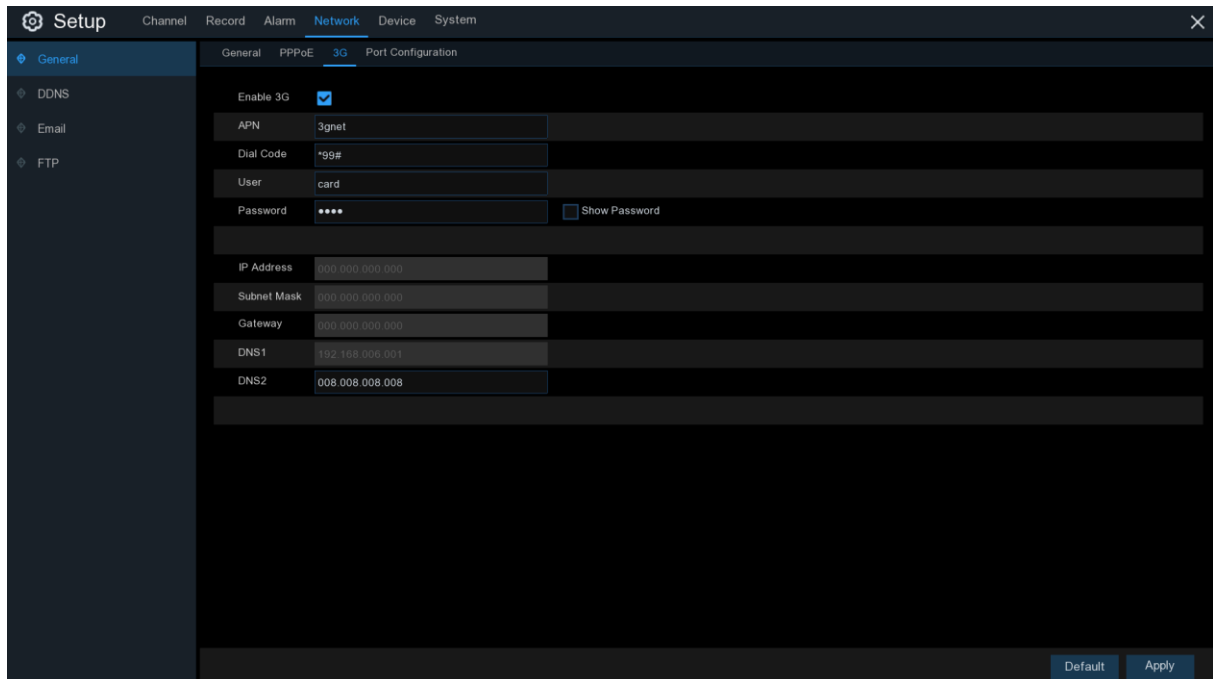 Setup Channel Record Alarm Network Device System
General PPPoE 3G Port Configuration
General
DDNS
Email
FTP
Enable 3G
APN 3gnet
Dial Code *99#
User card
Password •••• Show Password
IP Address 000.000.000.000
Subnet Mask 000.000.000.000
Gateway 000.000.000.000
DNS1 192.168.006.001
DNS2 008.008.008.008
Default Apply